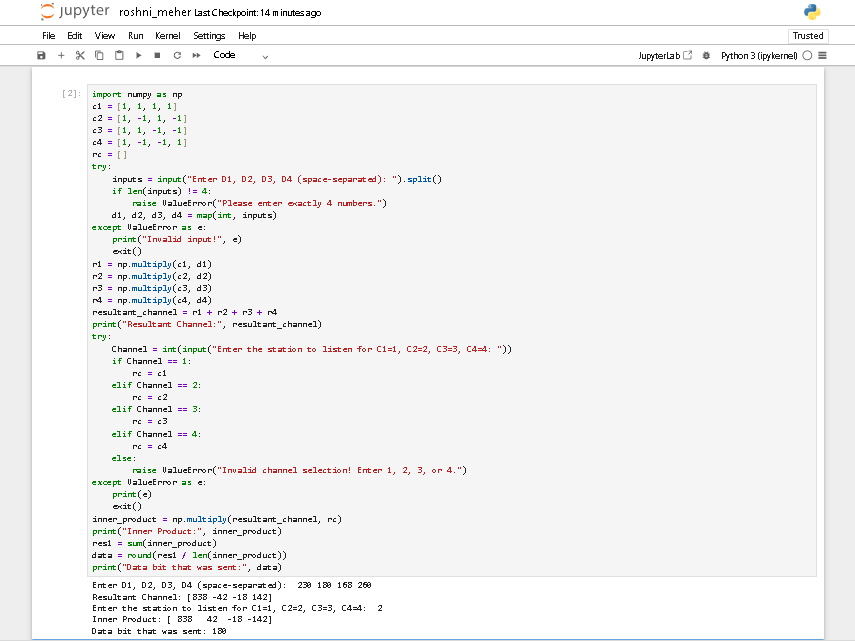 jupyter roshni_meher Last Checkpoint: 14 minutes ago
File Edit View Run Kernel Settings Help Trusted
Code JupyterLab Python 3 (ipykernel)
[2]:
import numpy as np
c1 = [1, 1, 1, 1]
c2 = [1, -1, 1, -1]
c3 = [1, 1, -1, -1]
c4 = [1, -1, -1, 1]
rc = []
try:
    inputs = input("Enter D1, D2, D3, D4 (space-separated): ").split()
    if len(inputs) != 4:
        raise ValueError("Please enter exactly 4 numbers.")
    d1, d2, d3, d4 = map(int, inputs)
except ValueError as e:
    print("Invalid input!", e)
    exit()
r1 = np.multiply(c1, d1)
r2 = np.multiply(c2, d2)
r3 = np.multiply(c3, d3)
r4 = np.multiply(c4, d4)
resultant_channel = r1 + r2 + r3 + r4
print("Resultant Channel:", resultant_channel)
try:
    Channel = int(input("Enter the station to listen for C1=1, C2=2, C3=3, C4=4: "))
    if Channel == 1:
        rc = c1
    elif Channel == 2:
        rc = c2
    elif Channel == 3:
        rc = c3
    elif Channel == 4:
        rc = c4
    else:
        raise ValueError("Invalid channel selection! Enter 1, 2, 3, or 4.")
except ValueError as e:
    print(e)
    exit()
inner_product = np.multiply(resultant_channel, rc)
print("Inner Product:", inner_product)
res1 = sum(inner_product)
data = round(res1 / len(inner_product))
print("Data bit that was sent:", data)
Enter D1, D2, D3, D4 (space-separated):  230 180 168 260
Resultant Channel: [838 -42 -18 142]
Enter the station to listen for C1=1, C2=2, C3=3, C4=4:  2
Inner Product: [ 838   42  -18 -142]
Data bit that was sent: 180